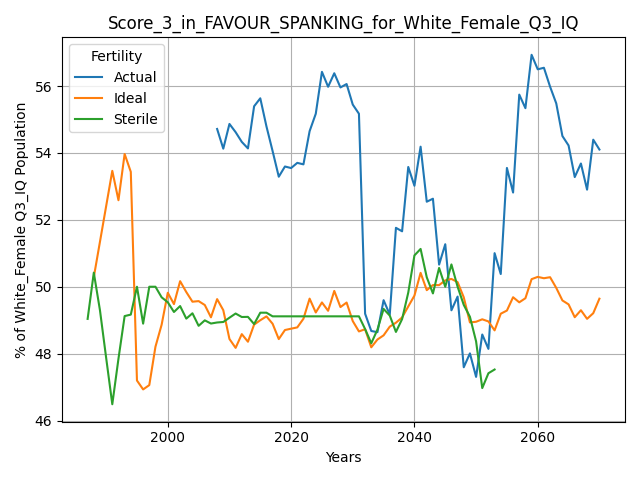 Score_3_in_FAVOUR_SPANKING_for_White_Female_Q3_IQ
Fertility
Actual
Ideal
Sterile
% of White_Female Q3_IQ Population
56
54
52
50
48
46
2000
2020
2040
2060
Years